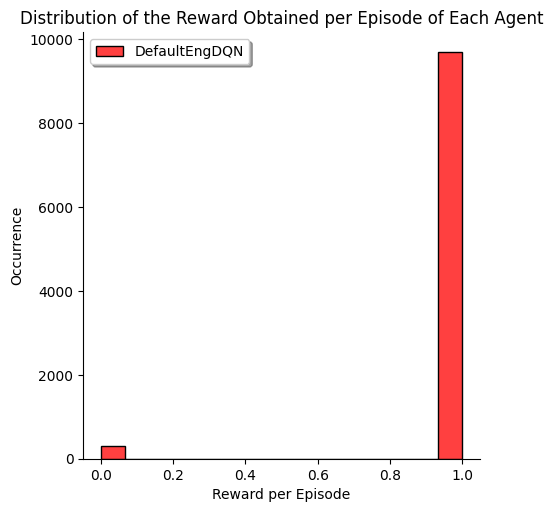 Distribution of the Reward Obtained per Episode of Each Agent
DefaultEngDQN
10000
8000
6000
4000
2000
0
Occurrence
0.0 0.2 0.4 0.6 0.8 1.0
Reward per Episode